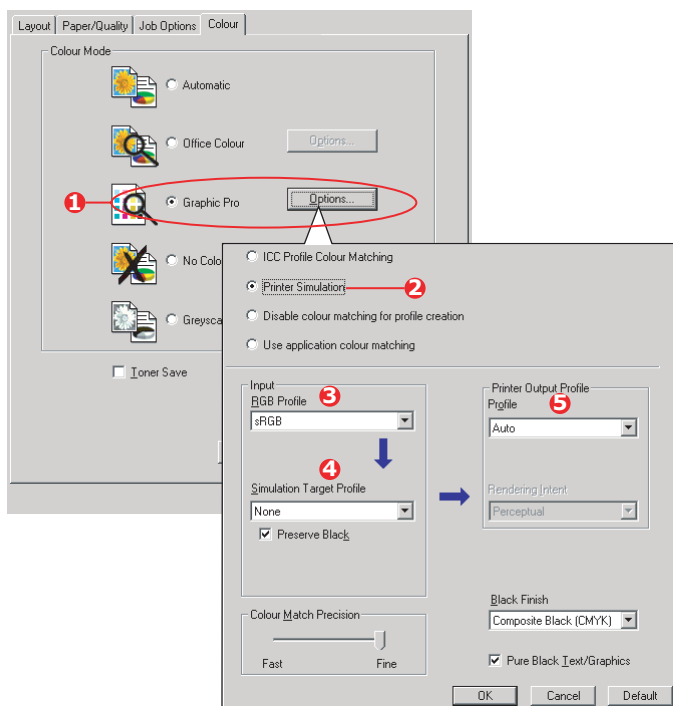 Layout Paper/Quality Job Options Colour
Colour Mode
Automatic
Office Colour Options...
1 Graphic Pro Options...
No Colo
Greysca
Toner Save
ICC Profile Colour Matching
Printer Simulation 2
Disable colour matching for profile creation
Use application colour matching
Input
RGB Profile 3
sRGB
4
Simulation Target Profile
None
Preserve Black
Printer Output Profile
Profile 5
Auto
Rendering Intent
Perceptual
Colour Match Precision
Fast Fine
Black Finish
Composite Black (CMYK)
Pure Black Text/Graphics
OK Cancel Default